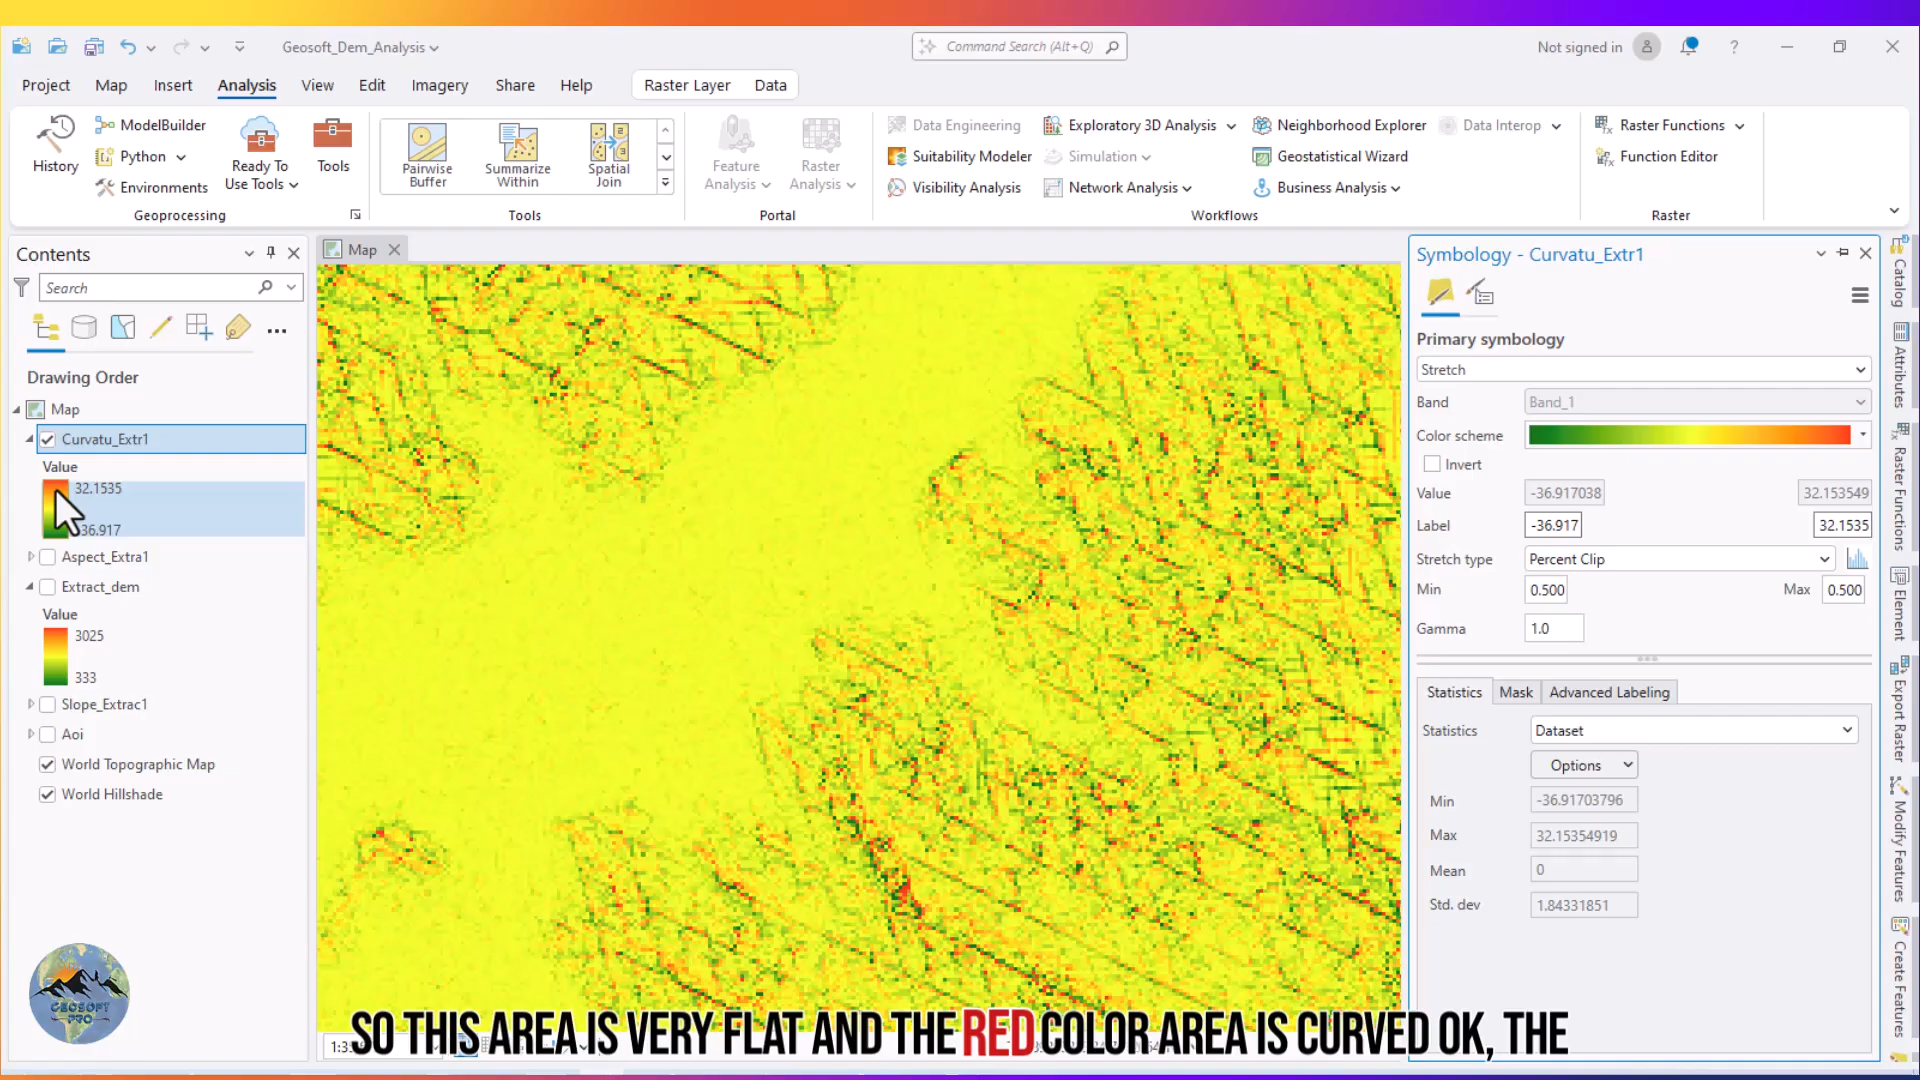 Geosoft_Dem_Analysis
Command Search (Alt+Q)
Not signed in
?
Project Map Insert Analysis View Edit Imagery Share Help Raster Layer Data
History
ModelBuilder
Python
Environments
Ready To
Use Tools
Tools
Geoprocessing
Pairwise
Buffer
Summarize
Within
Spatial
Join
Tools
Feature
Analysis
Raster
Analysis
Portal
Data Engineering
Suitability Modeler
Visibility Analysis
Exploratory 3D Analysis
Simulation
Network Analysis
Neighborhood Explorer
Geostatistical Wizard
Business Analysis
Data Interop
Workflows
Raster Functions
Function Editor
Raster
Contents
Search
Drawing Order
Map
Curvatu_Extr1
Value
32.1535
36.917
Aspect_Extra1
Extract_dem
Value
3025
333
Slope_Extrac1
Aoi
World Topographic Map
World Hillshade
GEOSOFT
PRO
Map
Symbology - Curvatu_Extr1
Primary symbology
Stretch
Band Band_1
Color scheme
Invert
Value -36.917038 32.153549
Label -36.917 32.1535
Stretch type Percent Clip
Min 0.500 Max 0.500
Gamma 1.0
Statistics Mask Advanced Labeling
Statistics Dataset
Options
Min -36.91703796
Max 32.15354919
Mean 0
Std. dev 1.84331851
Catalog
Attributes
Raster Functions
Element
Export Raster
Modify Features
Create Features
SO THIS AREA IS VERY FLAT AND THE RED COLOR AREA IS CURVED OK, THE